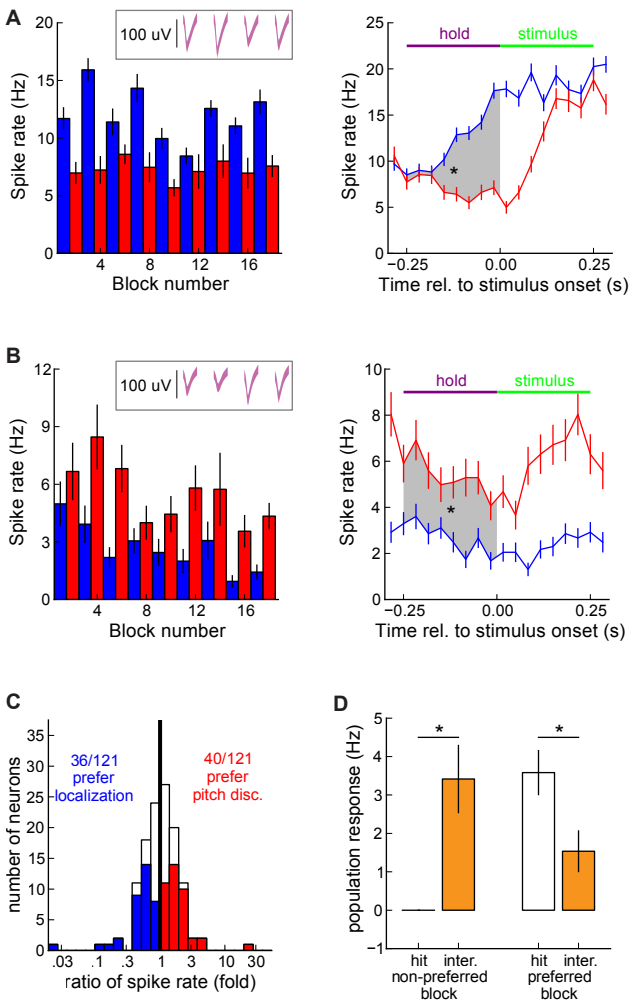 A
100 uV
Spike rate (Hz)
20
15
10
5
0
4 8 12 16
Block number
hold stimulus
Spike rate (Hz)
25
20
15
10
5
0
−0.25 0.00 0.25
Time rel. to stimulus onset (s)
*
B
100 uV
Spike rate (Hz)
12
9
6
3
0
4 8 12 16
Block number
hold stimulus
Spike rate (Hz)
10
8
6
4
2
0
−0.25 0.00 0.25
Time rel. to stimulus onset (s)
*
C
number of neurons
35
30
25
20
15
10
5
0
36/121
prefer
localization
40/121
prefer
pitch disc.
.03 .1 .3 1 3 10 30
ratio of spike rate (fold)
D
population response (Hz)
5
4
3
2
1
0
−1
* *
hit inter. hit inter.
non-preferred preferred
block block